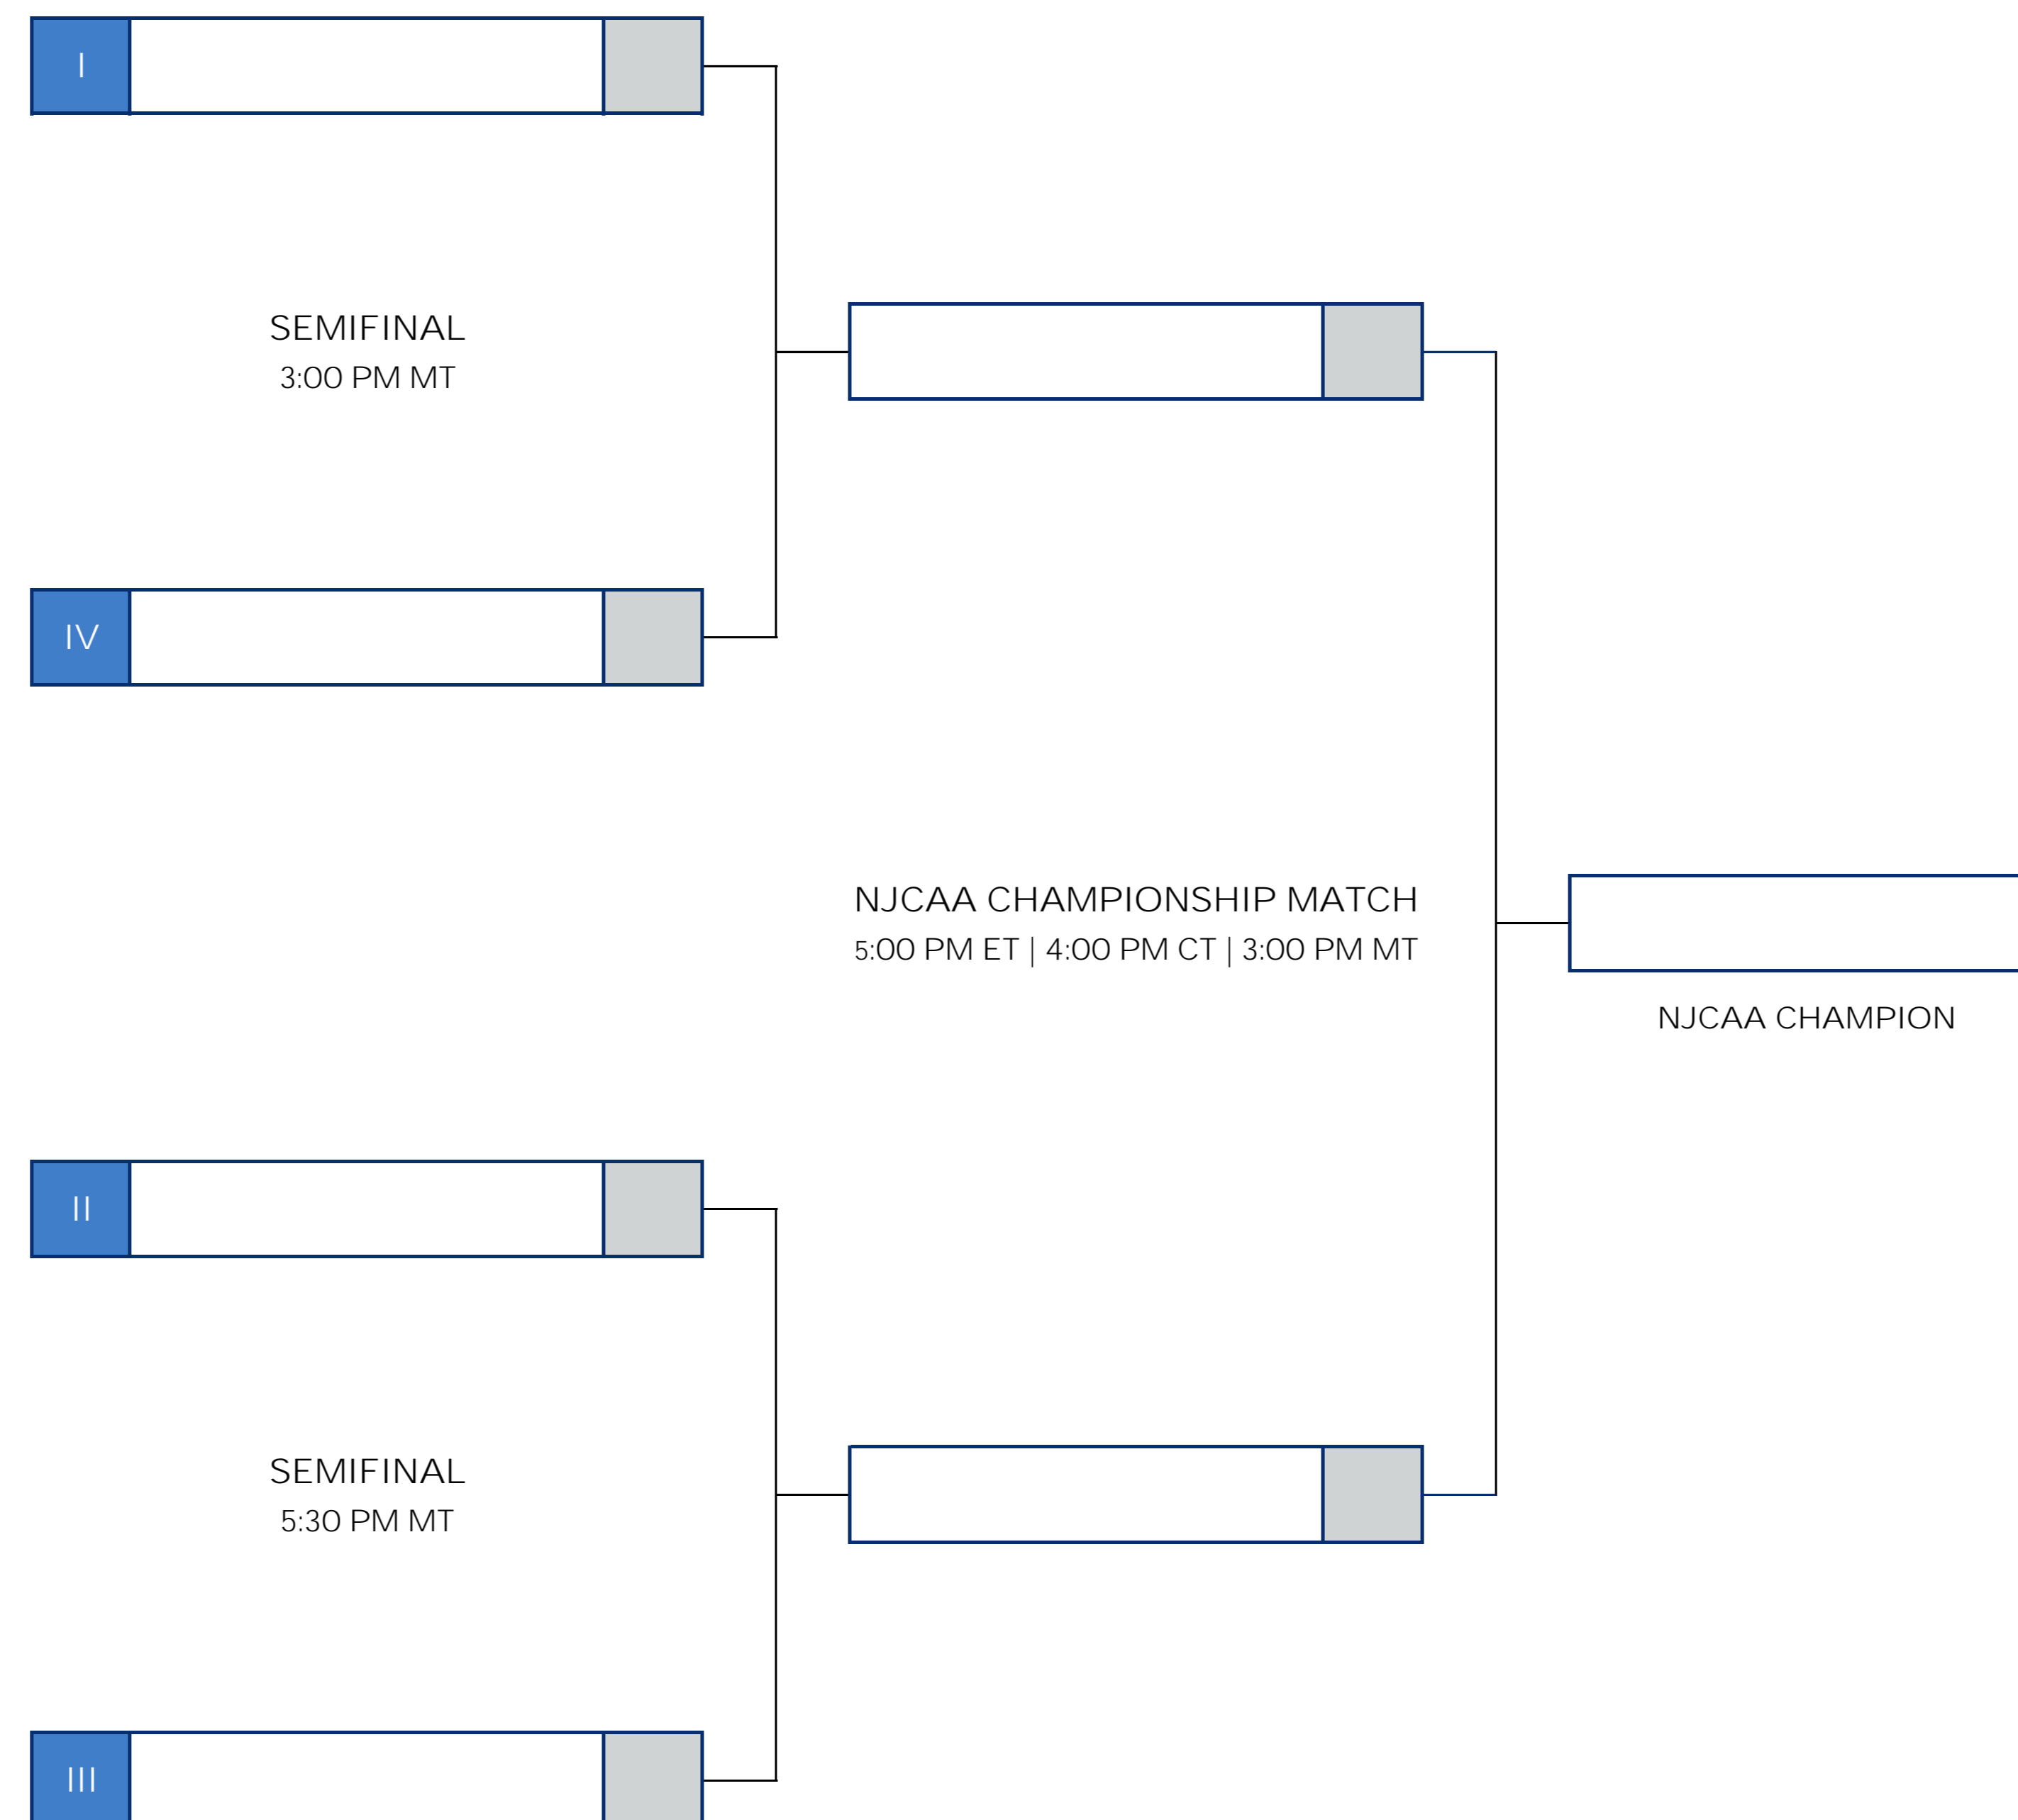 I
SEMIFINAL
3:00 PM MT
IV
NJCAA CHAMPIONSHIP MATCH
5:00 PM ET | 4:00 PM CT | 3:00 PM MT
NJCAA CHAMPION
II
SEMIFINAL
5:30 PM MT
III